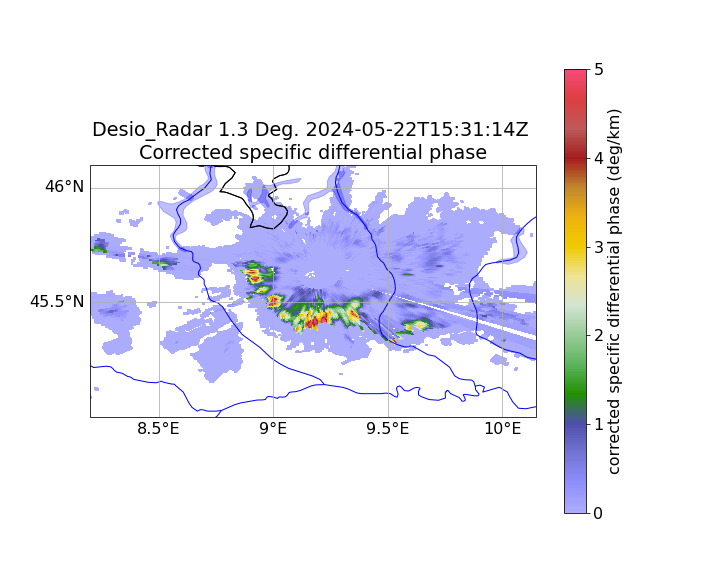 Desio_Radar 1.3 Deg. 2024-05-22T15:31:14Z
Corrected specific differential phase
46°N
45.5°N
8.5°E
9°E
9.5°E
10°E
5
4
3
2
1
0
corrected specific differential phase (deg/km)